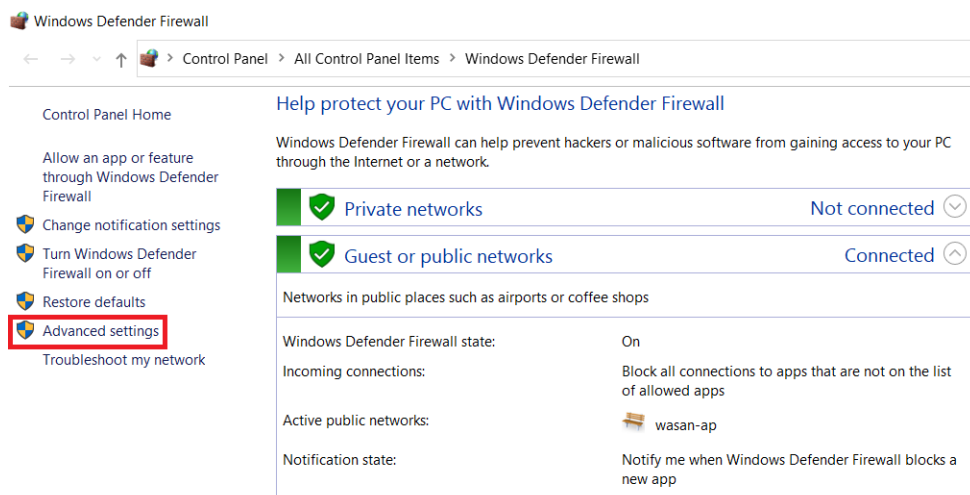 Windows Defender Firewall
Control Panel > All Control Panel Items > Windows Defender Firewall
Control Panel Home
Allow an app or feature
through Windows Defender
Firewall
Change notification settings
Turn Windows Defender
Firewall on or off
Restore defaults
Advanced settings
Troubleshoot my network
Help protect your PC with Windows Defender Firewall
Windows Defender Firewall can help prevent hackers or malicious software from gaining access to your PC
through the Internet or a network.
Private networks Not connected
Guest or public networks Connected
Networks in public places such as airports or coffee shops
Windows Defender Firewall state: On
Incoming connections: Block all connections to apps that are not on the list
of allowed apps
Active public networks: wasan-ap
Notification state: Notify me when Windows Defender Firewall blocks a
new app